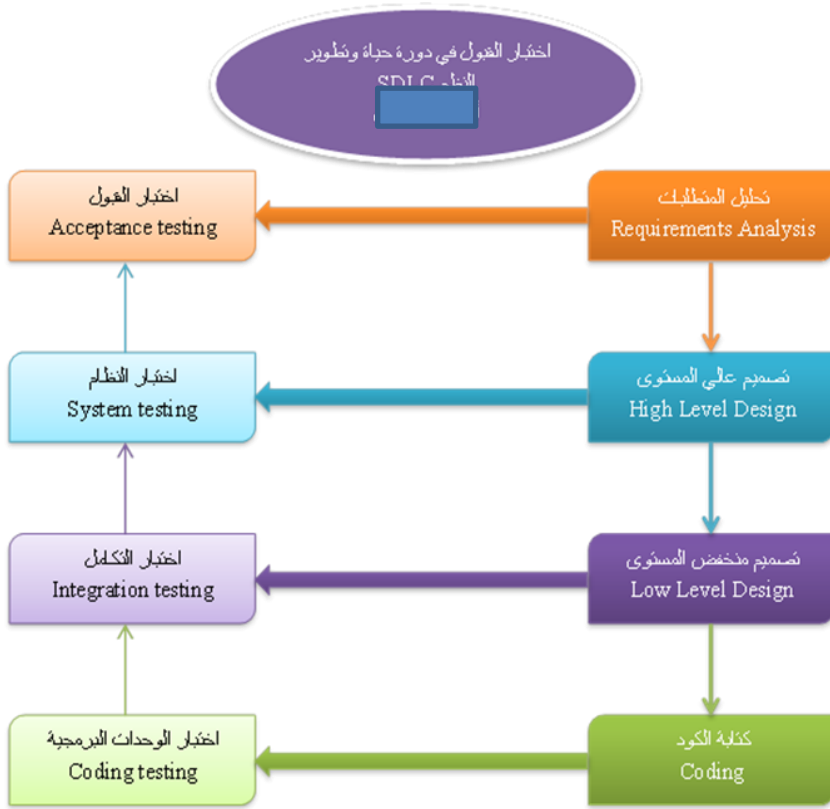 اختبار القبول في دورة حياة وتطوير
النظم SDLC
تحليل المتطلبات
Requirements Analysis
اختبار القبول
Acceptance testing
تصميم عالي المستوى
High Level Design
اختبار النظام
System testing
تصميم منخفض المستوى
Low Level Design
اختبار التكامل
Integration testing
كتابة الكود
Coding
اختبار الوحدات البرمجية
Coding testing